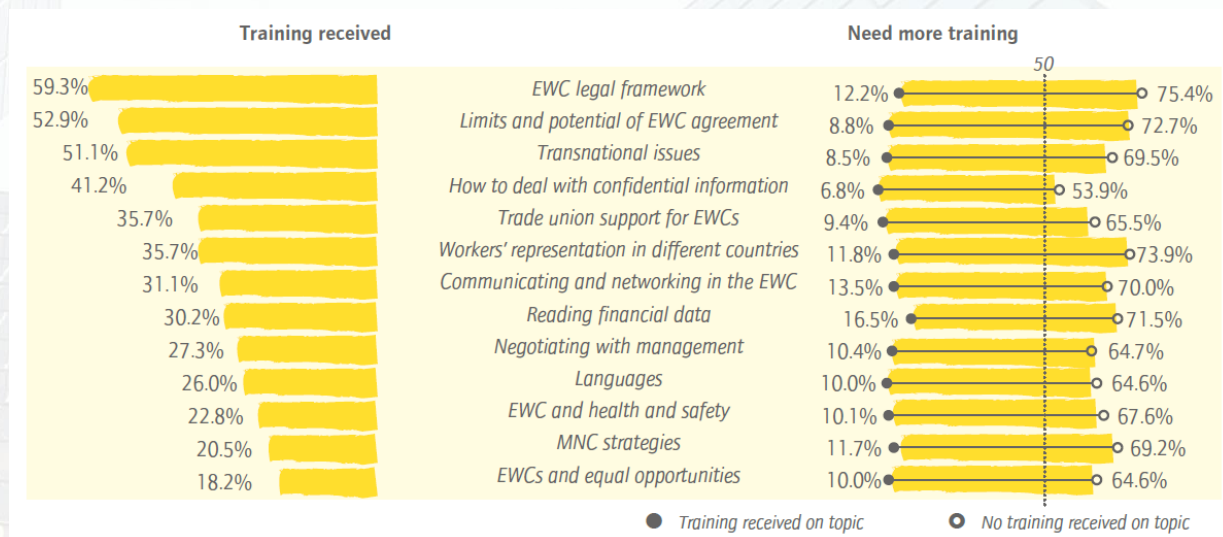 Training received Need more training
50
59.3% EWC legal framework 12.2% 75.4%
52.9% Limits and potential of EWC agreement 8.8% 72.7%
51.1% Transnational issues 8.5% 69.5%
41.2% How to deal with confidential information 6.8% 53.9%
35.7% Trade union support for EWCs 9.4% 65.5%
35.7% Workers' representation in different countries 11.8% 73.9%
31.1% Communicating and networking in the EWC 13.5% 70.0%
30.2% Reading financial data 16.5% 71.5%
27.3% Negotiating with management 10.4% 64.7%
26.0% Languages 10.0% 64.6%
22.8% EWC and health and safety 10.1% 67.6%
20.5% MNC strategies 11.7% 69.2%
18.2% EWCs and equal opportunities 10.0% 64.6%
Training received on topic No training received on topic